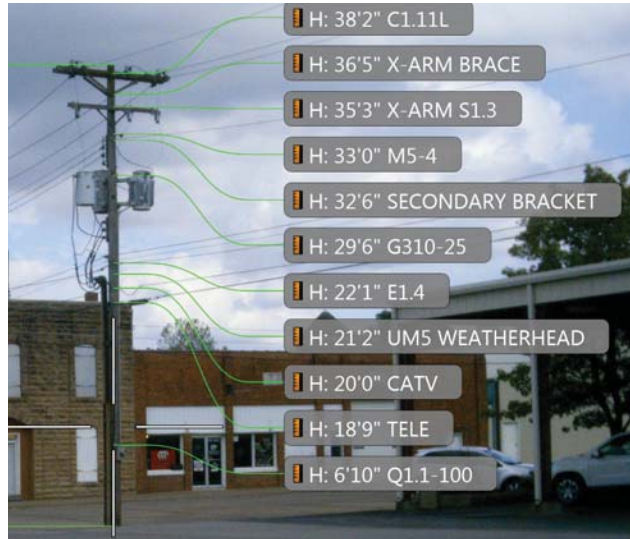 H: 38'2" C1.11L
H: 36'5" X-ARM BRACE
H: 35'3" X-ARM S1.3
H: 33'0" M5-4
H: 32'6" SECONDARY BRACKET
H: 29'6" G310-25
H: 22'1" E1.4
H: 21'2" UM5 WEATHERHEAD
H: 20'0" CATV
H: 18'9" TELE
H: 6'10" Q1.1-100